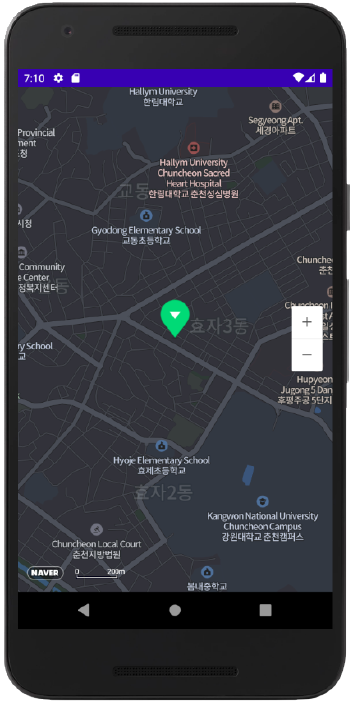 7:10
Hallym University
한림대학교
Segyeong Apt.
세경아파트
Provincial
ment
청
Hallym University
Chuncheon Sacred
Heart Hospital
한림대학교 춘천성심병원
교동
시청
Gyodong Elementary School
교동초등학교
Community
e Center
정복지센터
동
Chunche
춘천
효자3동
+
−
ry School
교
Hupyeon
Jugong 5 Dan
후평주공 5단지
Hyoje Elementary School
효제초등학교
효자2동
Kangwon National University
Chuncheon Campus
강원대학교 춘천캠퍼스
Chuncheon Local Court
춘천지방법원
봄내중학교
NAVER
0 200m